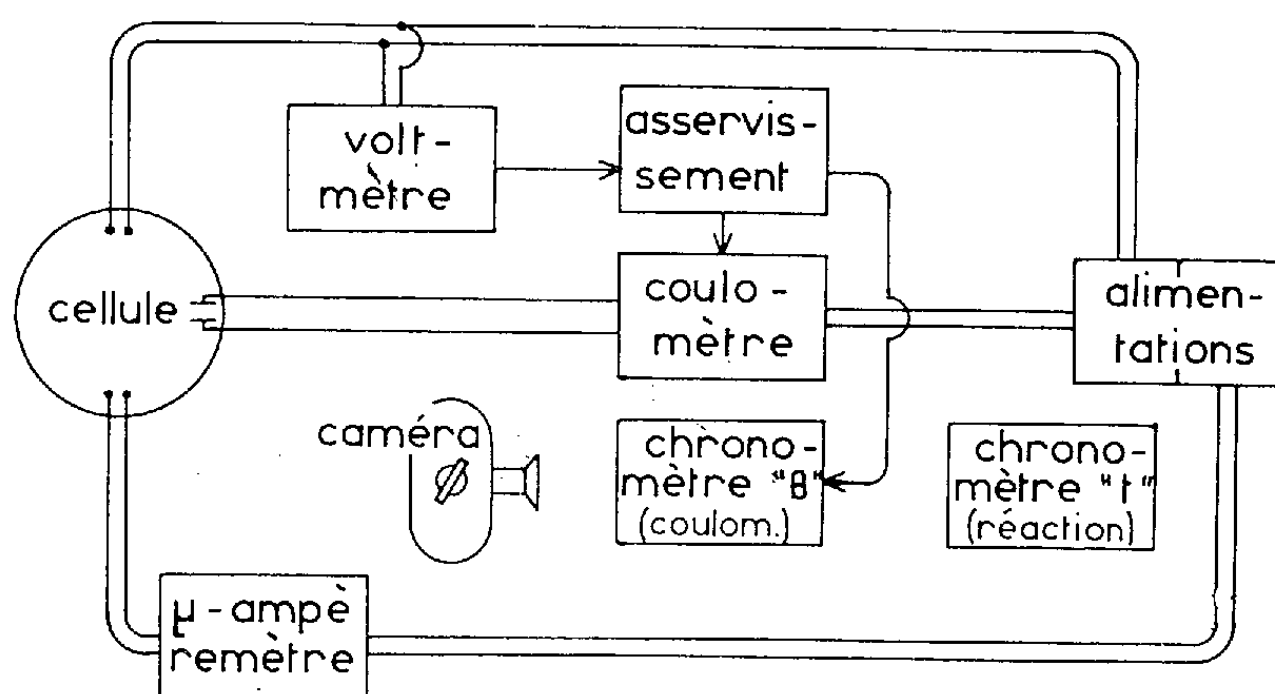 volt-
mètre
asservis-
sement
cellule
coulo-
mètre
alimen-
tations
caméra
chrono-
mètre "θ"
(coulom.)
chrono-
mètre "t"
(réaction)
µ-ampè
remètre